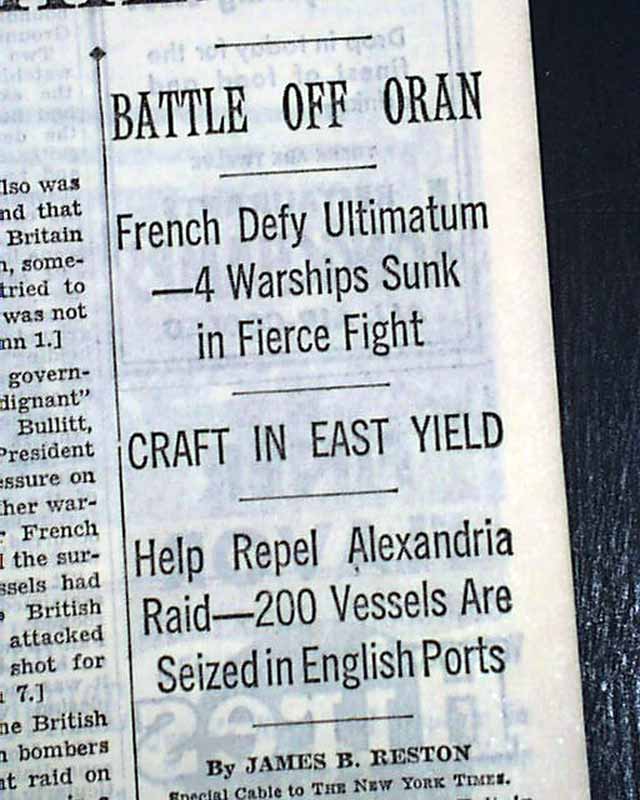 lso was
nd that
Britain
n, some-
tried to
was not
nn 1.]
govern-
dignant"
Bullitt,
President
essure on
her war-
French
the sur-
ssels had
British
attacked
shot for
7.]
ne British
n bombers
at raid on
BATTLE OFF ORAN
French Defy Ultimatum
—4 Warships Sunk
in Fierce Fight
CRAFT IN EAST YIELD
Help Repel Alexandria
Raid—200 Vessels Are
Seized in English Ports
By JAMES B. RESTON
Special Cable to THE NEW YORK TIMES.